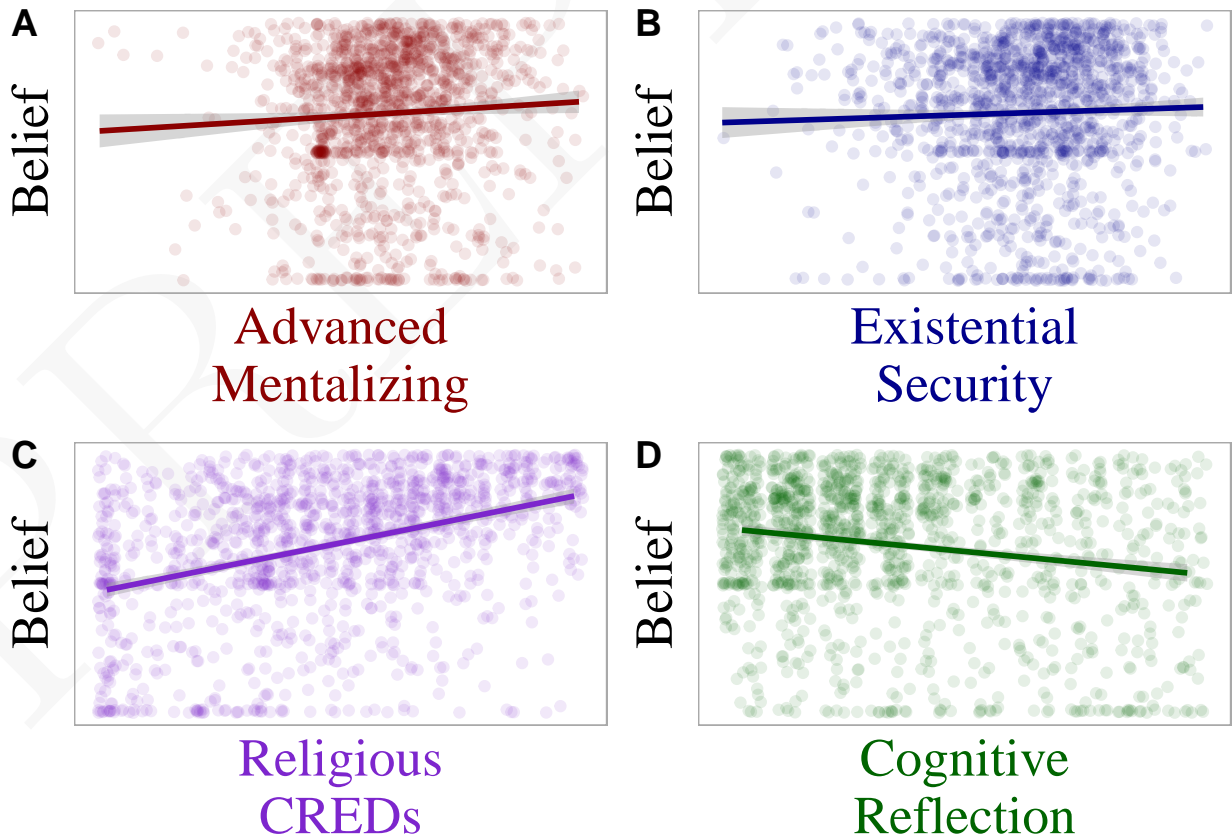 A
Belief
Advanced
Mentalizing
B
Belief
Existential
Security
C
Belief
Religious
CREDs
D
Belief
Cognitive
Reflection